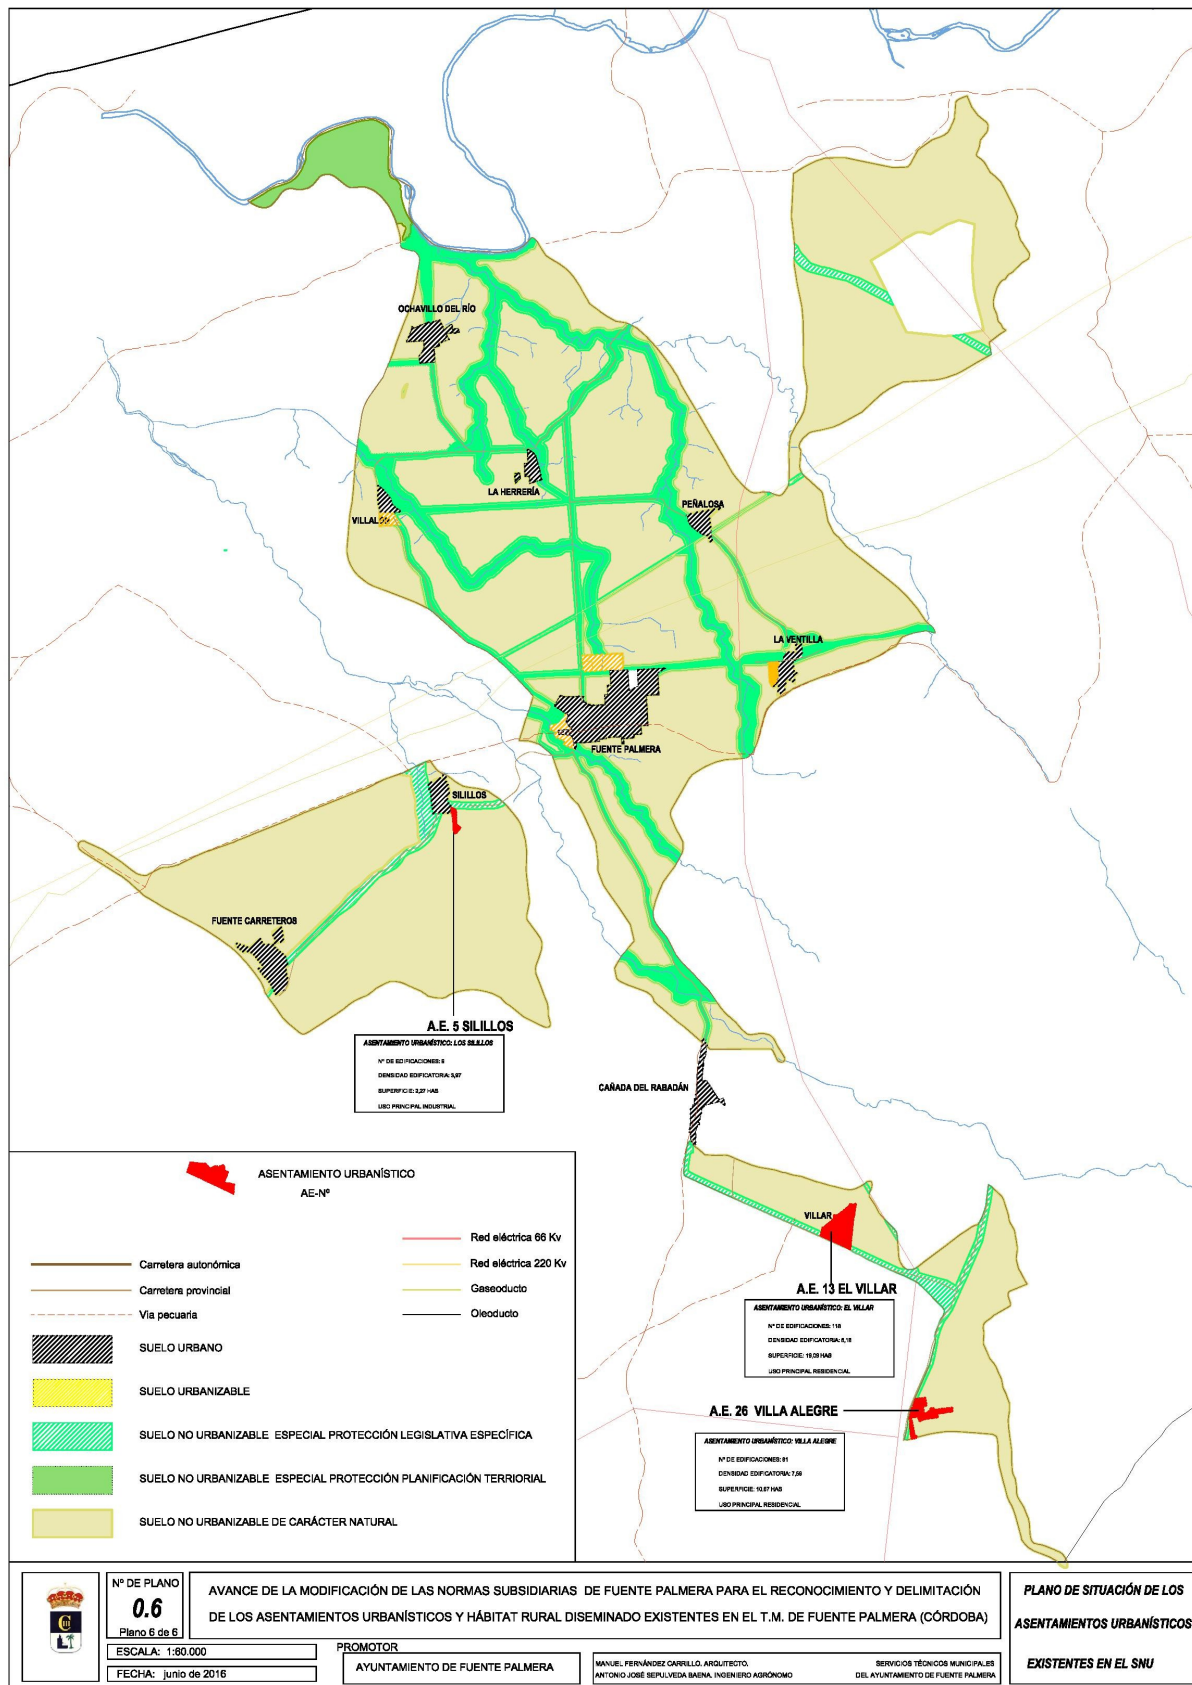 OCHAVILLO DEL RÍO
LA HERRERÍA
PEÑALOSA
LA VENTILLA
FUENTE PALMERA
SILILLOS
FUENTE CARRETEROS
A.E. 5 SILILLOS
ASENTAMIENTO URBANÍSTICO: LOS SILILLOS
Nº DE EDIFICACIONES:
DENSIDAD EDIFICATORIA: 3,97
SUPERFICIE: 2,27 HAS
USO PRINCIPAL INDUSTRIAL
CAÑADA DEL RABADÁN
VILLAR
A.E. 13 EL VILLAR
ASENTAMIENTO URBANÍSTICO: EL VILLAR
Nº DE EDIFICACIONES: 118
DENSIDAD EDIFICATORIA: 6,18
SUPERFICIE: 19,09 HAS
USO PRINCIPAL RESIDENCIAL
A.E. 26 VILLA ALEGRE
ASENTAMIENTO URBANÍSTICO: VILLA ALEGRE
Nº DE EDIFICACIONES: 81
DENSIDAD EDIFICATORIA: 7,59
SUPERFICIE: 10,67 HAS
USO PRINCIPAL RESIDENCIAL
ASENTAMIENTO URBANÍSTICO
AE-Nº
Carretera autonómica
Carretera provincial
Via pecuaria
Red eléctrica 66 Kv
Red eléctrica 220 Kv
Gaseoducto
Oleoducto
SUELO URBANO
SUELO URBANIZABLE
SUELO NO URBANIZABLE ESPECIAL PROTECCIÓN LEGISLATIVA ESPECÍFICA
SUELO NO URBANIZABLE ESPECIAL PROTECCIÓN PLANIFICACIÓN TERRIORIAL
SUELO NO URBANIZABLE DE CARÁCTER NATURAL
Nº DE PLANO
0.6
Plano 6 de 6
ESCALA: 1:60.000
FECHA: junio de 2016
AVANCE DE LA MODIFICACIÓN DE LAS NORMAS SUBSIDIARIAS DE FUENTE PALMERA PARA EL RECONOCIMIENTO Y DELIMITACIÓN
DE LOS ASENTAMIENTOS URBANÍSTICOS Y HÁBITAT RURAL DISEMINADO EXISTENTES EN EL T.M. DE FUENTE PALMERA (CÓRDOBA)
PROMOTOR
AYUNTAMIENTO DE FUENTE PALMERA
MANUEL FERNÁNDEZ CARRILLO. ARQUITECTO.
ANTONIO JOSÉ SEPULVEDA BAENA. INGENIERO AGRÓNOMO
SERVICIOS TÉCNICOS MUNICIPALES
DEL AYUNTAMIENTO DE FUENTE PALMERA
PLANO DE SITUACIÓN DE LOS
ASENTAMIENTOS URBANÍSTICOS
EXISTENTES EN EL SNU